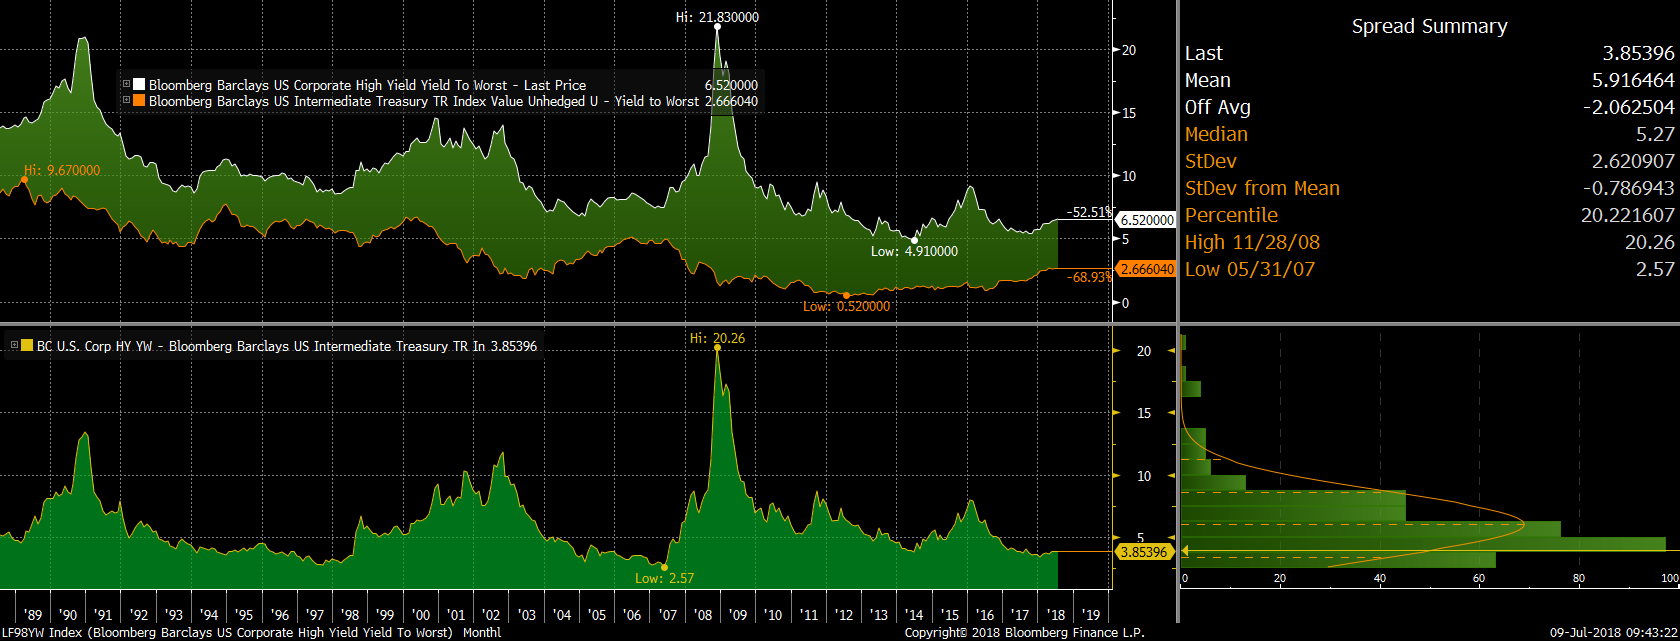 Hi: 21.830000
20
Bloomberg Barclays US Corporate High Yield Yield To Worst - Last Price 6.520000
Bloomberg Barclays US Intermediate Treasury TR Index Value Unhedged U - Yield to Worst 2.666040
15
Hi: 9.670000
10
-52.51%
6.520000
5
Low: 4.910000
2.666040
-68.93%
Low: 0.520000
0
Spread Summary
Last 3.85396
Mean 5.916464
Off Avg -2.062504
Median 5.27
StDev 2.620907
StDev from Mean -0.786943
Percentile 20.221607
High 11/28/08 20.26
Low 05/31/07 2.57
BC U.S. Corp HY YW - Bloomberg Barclays US Intermediate Treasury TR In 3.85396
Hi: 20.26
20
15
10
5
3.85396
Low: 2.57
0 20 40 60 80 100
'89 '90 '91 '92 '93 '94 '95 '96 '97 '98 '99 '00 '01 '02 '03 '04 '05 '06 '07 '08 '09 '10 '11 '12 '13 '14 '15 '16 '17 '18 '19
LF98YW Index (Bloomberg Barclays US Corporate High Yield Yield To Worst) Monthl
Copyright© 2018 Bloomberg Finance L.P.
09-Jul-2018 09:43:22